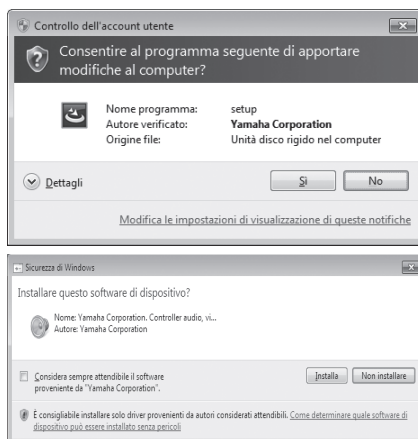 Controllo dell'account utente
Consentire al programma seguente di apportare
modifiche al computer?
Nome programma: setup
Autore verificato: Yamaha Corporation
Origine file: Unità disco rigido nel computer
Dettagli
Sì
No
Modifica le impostazioni di visualizzazione di queste notifiche
Sicurezza di Windows
Installare questo software di dispositivo?
Nome: Yamaha Corporation. Controller audio, vi...
Autore: Yamaha Corporation
Considera sempre attendibile il software
proveniente da "Yamaha Corporation".
Installa
Non installare
È consigliabile installare solo driver provenienti da autori considerati attendibili. Come determinare quale software di
dispositivo può essere installato senza pericoli